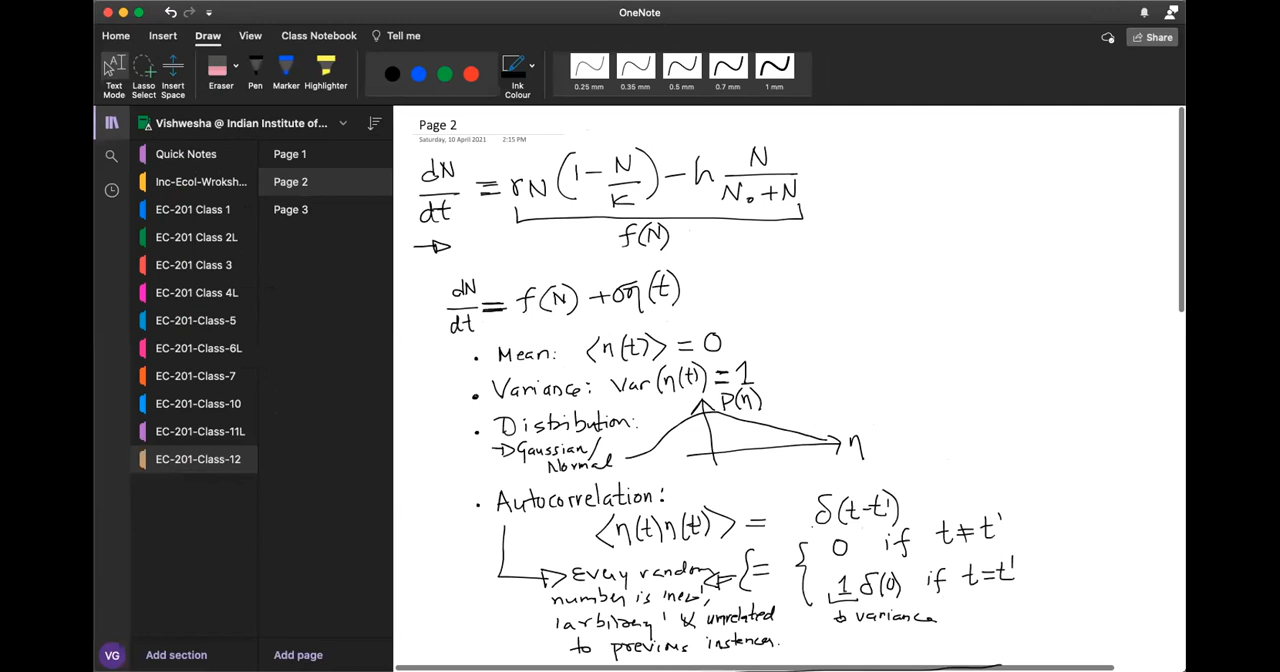 OneNote
Home Insert Draw View Class Notebook Tell me
Share
Text Mode
Lasso Select
Insert Space
Eraser
Pen
Marker
Highlighter
Ink Colour
0.25 mm 0.35 mm 0.5 mm 0.7 mm 1 mm
Vishwesha @ Indian Institute of...
Quick Notes
Inc-Ecol-Wroksh...
EC-201 Class 1
EC-201 Class 2L
EC-201 Class 3
EC-201 Class 4L
EC-201-Class-5
EC-201-Class-6L
EC-201-Class-7
EC-201-Class-10
EC-201-Class-11L
EC-201-Class-12
Page 1
Page 2
Page 3
VG
Add section
Add page
Page 2
Saturday, 10 April 2021 2:15 PM
dN/dt = rN (1 - N/K) - h N/(N₀+N)
f(N)
dN/dt = f(N) + ση(t)
• Mean: ⟨η(t)⟩ = 0
• Variance: Var(η(t)) = 1
P(η)
• Distribution:
→ Gaussian/
Normal
η
• Autocorrelation:
⟨η(t)η(t')⟩ = δ(t-t')
= { 0 if t≠t'
1 δ(0) if t=t'
variance
Every random
number is 'new',
'arbitrary' & unrelated
to previous instances.